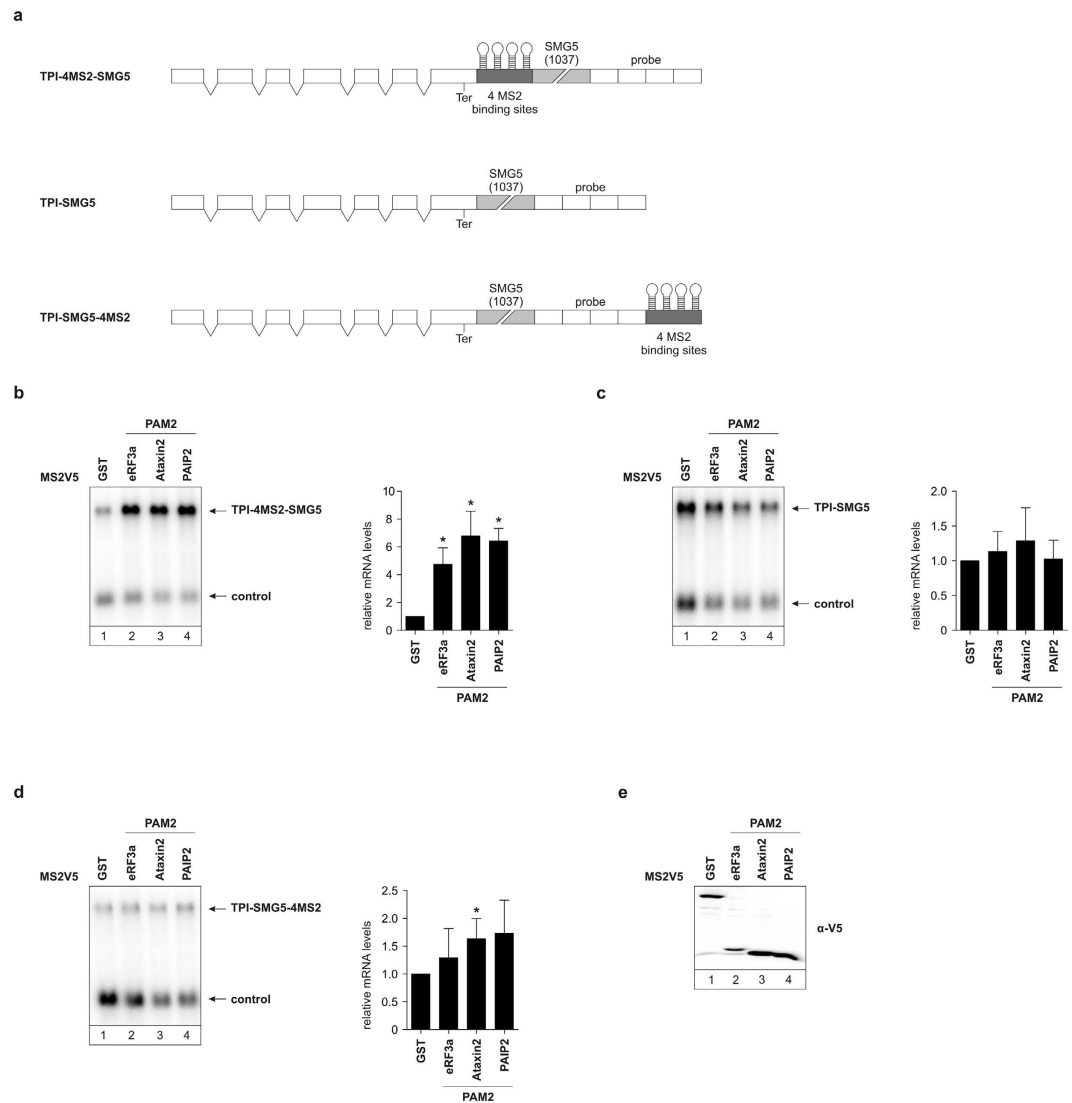 a
TPI-4MS2-SMG5
SMG5
(1037)
probe
Ter
4 MS2
binding sites
TPI-SMG5
SMG5
(1037)
probe
Ter
TPI-SMG5-4MS2
SMG5
(1037)
probe
Ter
4 MS2
binding sites
b
PAM2
MS2V5
GST
eRF3a
Ataxin2
PAIP2
TPI-4MS2-SMG5
control
1 2 3 4
relative mRNA levels
10
8
6
4
2
0
* * *
GST
eRF3a
Ataxin2
PAIP2
PAM2
c
PAM2
MS2V5
GST
eRF3a
Ataxin2
PAIP2
TPI-SMG5
control
1 2 3 4
relative mRNA levels
2.0
1.5
1.0
0.5
0
GST
eRF3a
Ataxin2
PAIP2
PAM2
d
PAM2
MS2V5
GST
eRF3a
Ataxin2
PAIP2
TPI-SMG5-4MS2
control
1 2 3 4
relative mRNA levels
2.5
2.0
1.5
1.0
0.5
0
*
GST
eRF3a
Ataxin2
PAIP2
PAM2
e
PAM2
MS2V5
GST
eRF3a
Ataxin2
PAIP2
α-V5
1 2 3 4